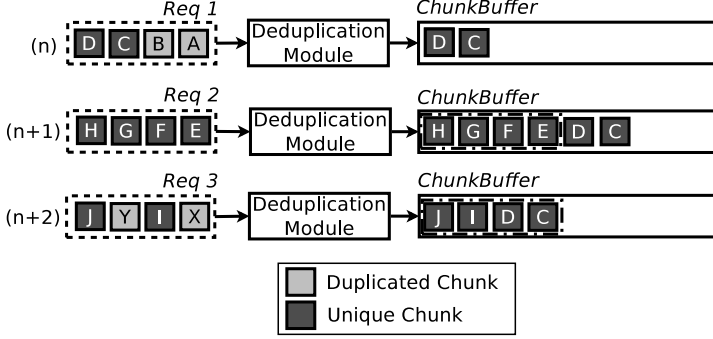 Req 1 ChunkBuffer
(n) D C B A Deduplication Module D C
Req 2 ChunkBuffer
(n+1) H G F E Deduplication Module H G F E D C
Req 3 ChunkBuffer
(n+2) J Y I X Deduplication Module J I D C
Duplicated Chunk
Unique Chunk